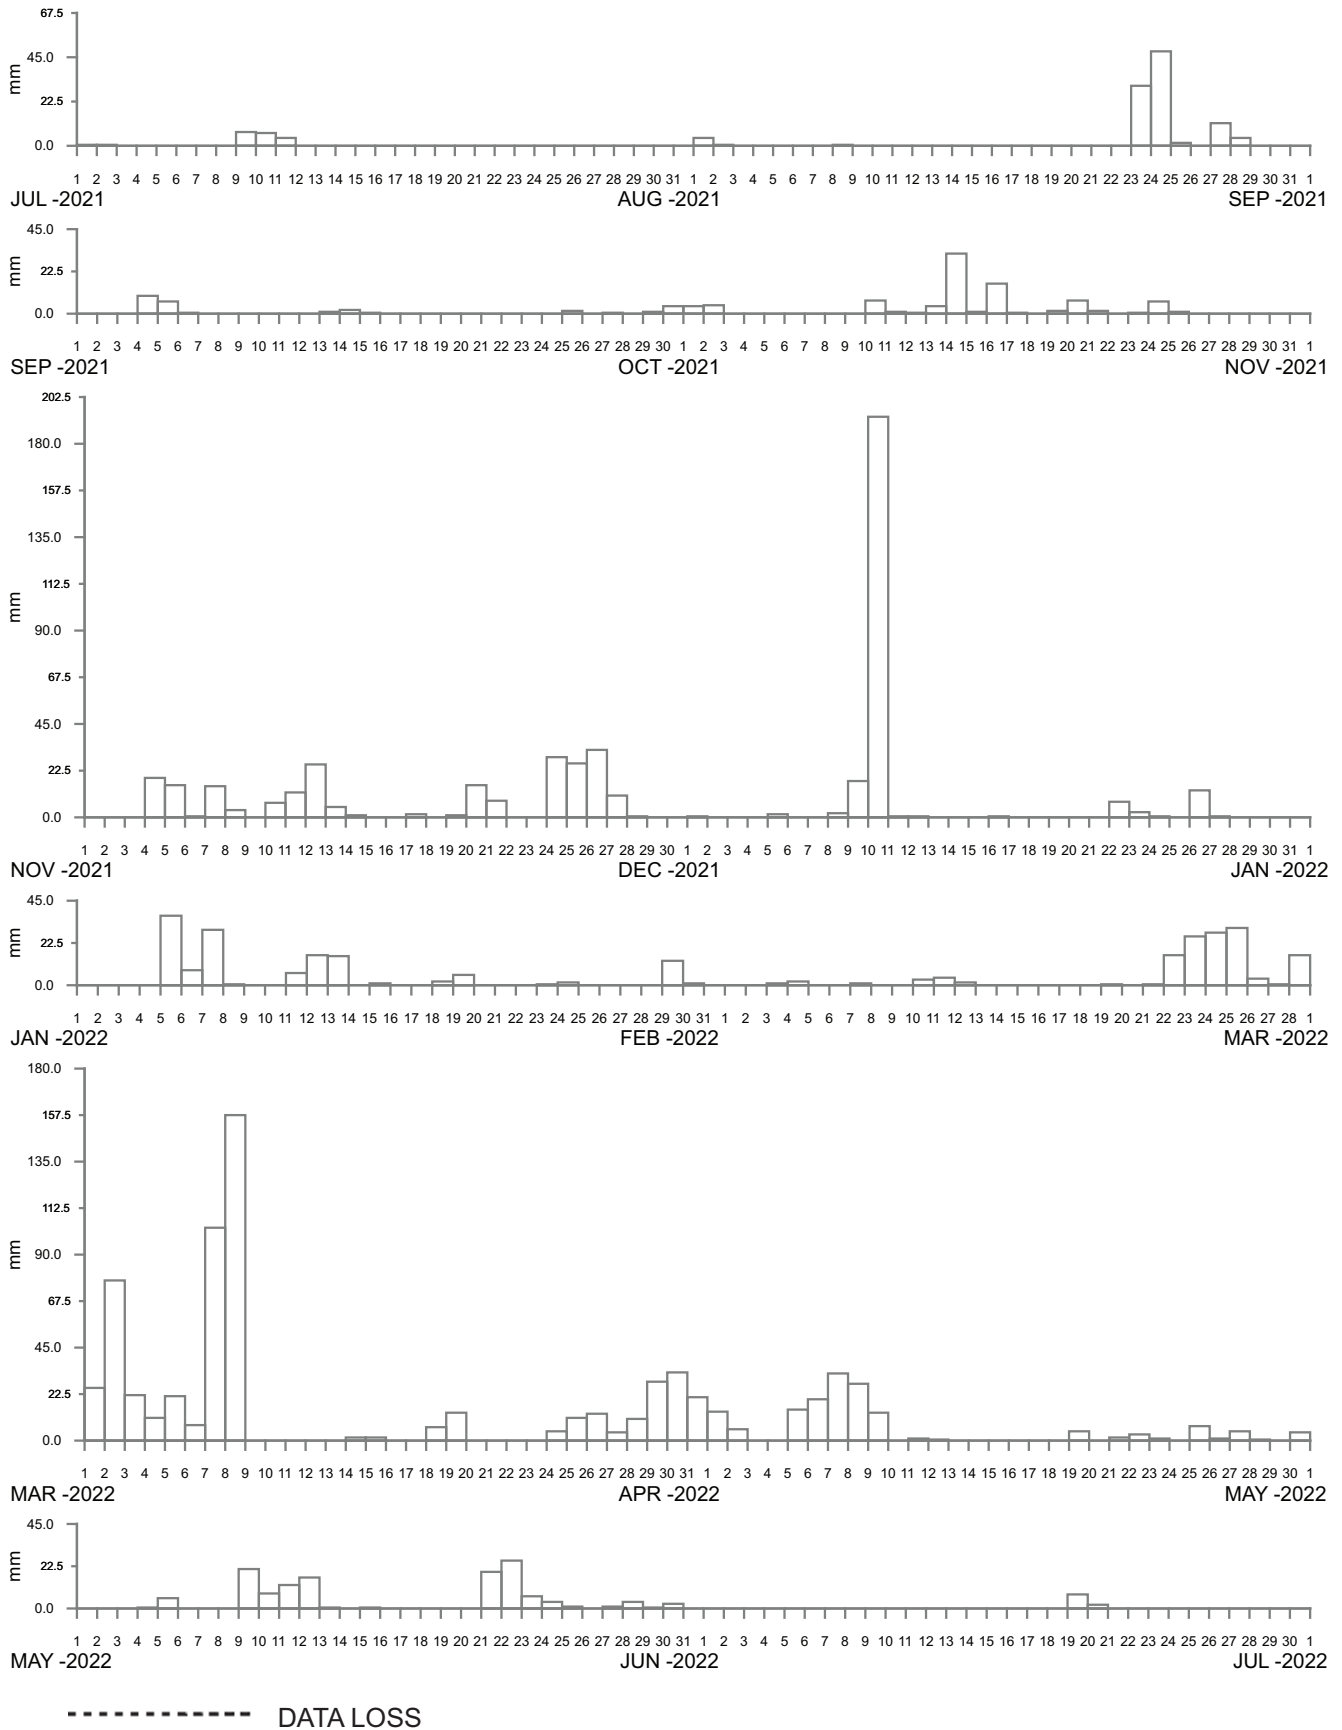 67.5
45.0
22.5
0.0
mm
1 2 3 4 5 6 7 8 9 10 11 12 13 14 15 16 17 18 19 20 21 22 23 24 25 26 27 28 29 30 31 1 2 3 4 5 6 7 8 9 10 11 12 13 14 15 16 17 18 19 20 21 22 23 24 25 26 27 28 29 30 31 1
JUL -2021 AUG -2021 SEP -2021
45.0
22.5
0.0
mm
1 2 3 4 5 6 7 8 9 10 11 12 13 14 15 16 17 18 19 20 21 22 23 24 25 26 27 28 29 30 1 2 3 4 5 6 7 8 9 10 11 12 13 14 15 16 17 18 19 20 21 22 23 24 25 26 27 28 29 30 31 1
SEP -2021 OCT -2021 NOV -2021
202.5
180.0
157.5
135.0
112.5
90.0
67.5
45.0
22.5
0.0
mm
1 2 3 4 5 6 7 8 9 10 11 12 13 14 15 16 17 18 19 20 21 22 23 24 25 26 27 28 29 30 1 2 3 4 5 6 7 8 9 10 11 12 13 14 15 16 17 18 19 20 21 22 23 24 25 26 27 28 29 30 31 1
NOV -2021 DEC -2021 JAN -2022
45.0
22.5
0.0
mm
1 2 3 4 5 6 7 8 9 10 11 12 13 14 15 16 17 18 19 20 21 22 23 24 25 26 27 28 29 30 31 1 2 3 4 5 6 7 8 9 10 11 12 13 14 15 16 17 18 19 20 21 22 23 24 25 26 27 28 1
JAN -2022 FEB -2022 MAR -2022
180.0
157.5
135.0
112.5
90.0
67.5
45.0
22.5
0.0
mm
1 2 3 4 5 6 7 8 9 10 11 12 13 14 15 16 17 18 19 20 21 22 23 24 25 26 27 28 29 30 31 1 2 3 4 5 6 7 8 9 10 11 12 13 14 15 16 17 18 19 20 21 22 23 24 25 26 27 28 29 30 1
MAR -2022 APR -2022 MAY -2022
45.0
22.5
0.0
mm
1 2 3 4 5 6 7 8 9 10 11 12 13 14 15 16 17 18 19 20 21 22 23 24 25 26 27 28 29 30 31 1 2 3 4 5 6 7 8 9 10 11 12 13 14 15 16 17 18 19 20 21 22 23 24 25 26 27 28 29 30 1
MAY -2022 JUN -2022 JUL -2022
DATA LOSS